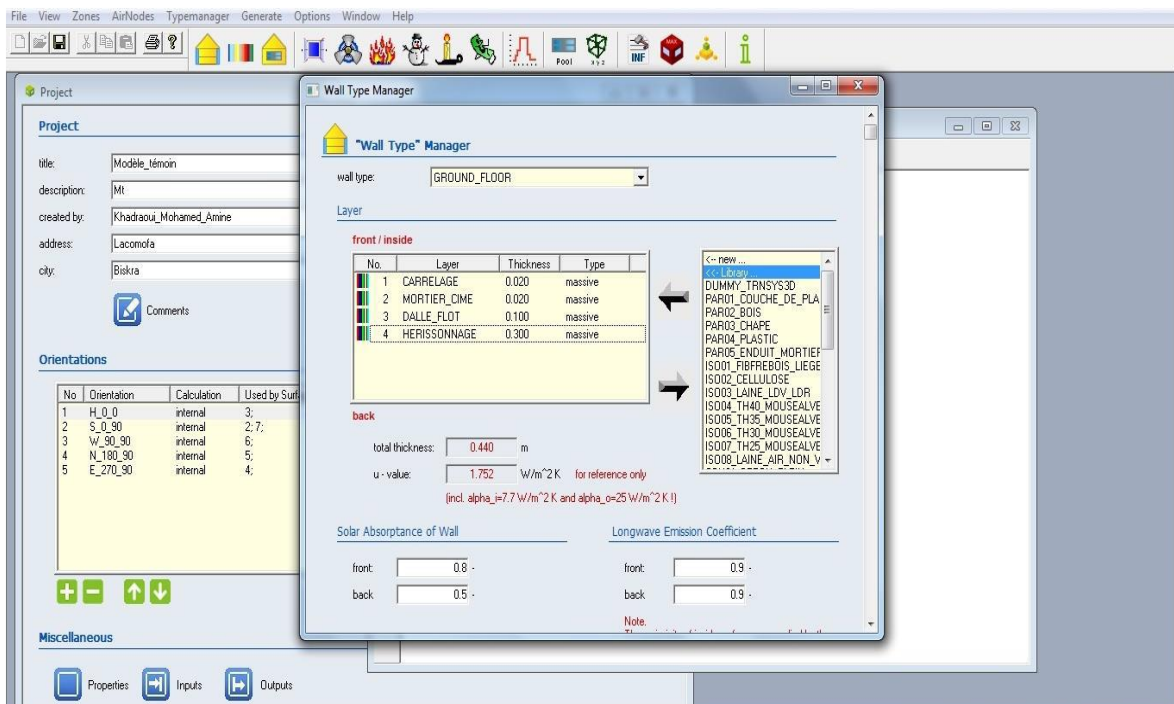 File View Zones AirNodes Typemanager Generate Options Window Help
Pool
x y z
INF
MAX
Project
Project
title: Modèle_témoin
description: Mt
created by: Khadraoui_Mohamed_Amine
address: Lacomofa
city: Biskra
Comments
Orientations
No Orientation Calculation Used by Surf
1 H_0_0 internal 3;
2 S_0_90 internal 2; 7;
3 W_90_90 internal 6;
4 N_180_90 internal 5;
5 E_270_90 internal 4;
Miscellaneous
Properties Inputs Outputs
Wall Type Manager
"Wall Type" Manager
wall type: GROUND_FLOOR
Layer
front / inside
No. Layer Thickness Type
1 CARRELAGE 0.020 massive
2 MORTIER_CIME 0.020 massive
3 DALLE_FLOT 0.100 massive
4 HERISSONNAGE 0.300 massive
back
total thickness: 0.440 m
u - value: 1.752 W/m^2 K for reference only
(incl. alpha_i=7.7 W/m^2 K and alpha_o=25 W/m^2 K !)
<-- new ...
<<- Library ...
DUMMY_TRNSYS3D
PAR01_COUCHE_DE_PLA
PAR02_BOIS
PAR03_CHAPE
PAR04_PLASTIC
PAR05_ENDUIT_MORTIER
ISO01_FIBFREBOIS_LIEGE
ISO02_CELLULOSE
ISO03_LAINE_LDV_LDR
ISO04_TH40_MOUSEALVE
ISO05_TH35_MOUSEALVE
ISO06_TH30_MOUSEALVE
ISO07_TH25_MOUSEALVE
ISO08_LAINE_AIR_NON_V
Solar Absorptance of Wall
front: 0.8 -
back 0.5 -
Longwave Emission Coefficient
front: 0.9 -
back 0.9 -
Note.